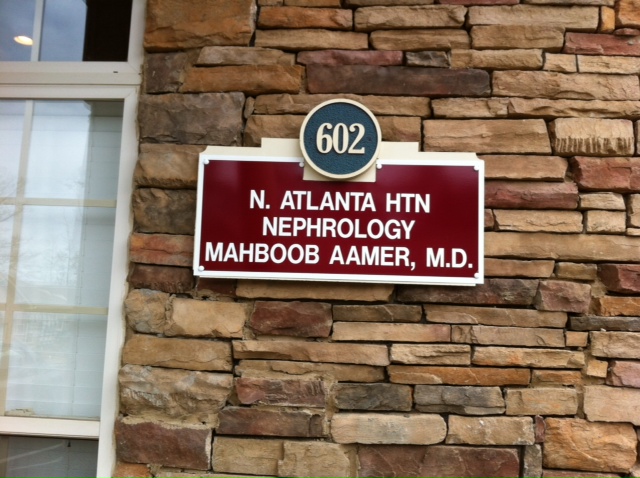 602
N. ATLANTA HTN
NEPHROLOGY
MAHBOOB AAMER, M.D.